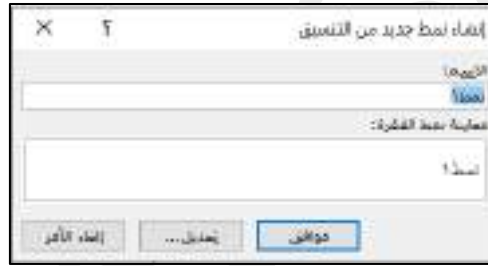 إنشاء نمط جديد من التنسيق
الاسم:
نمط1
معاينة نمط الفقرة:
نمط1
موافق
تعديل...
إلغاء الأمر